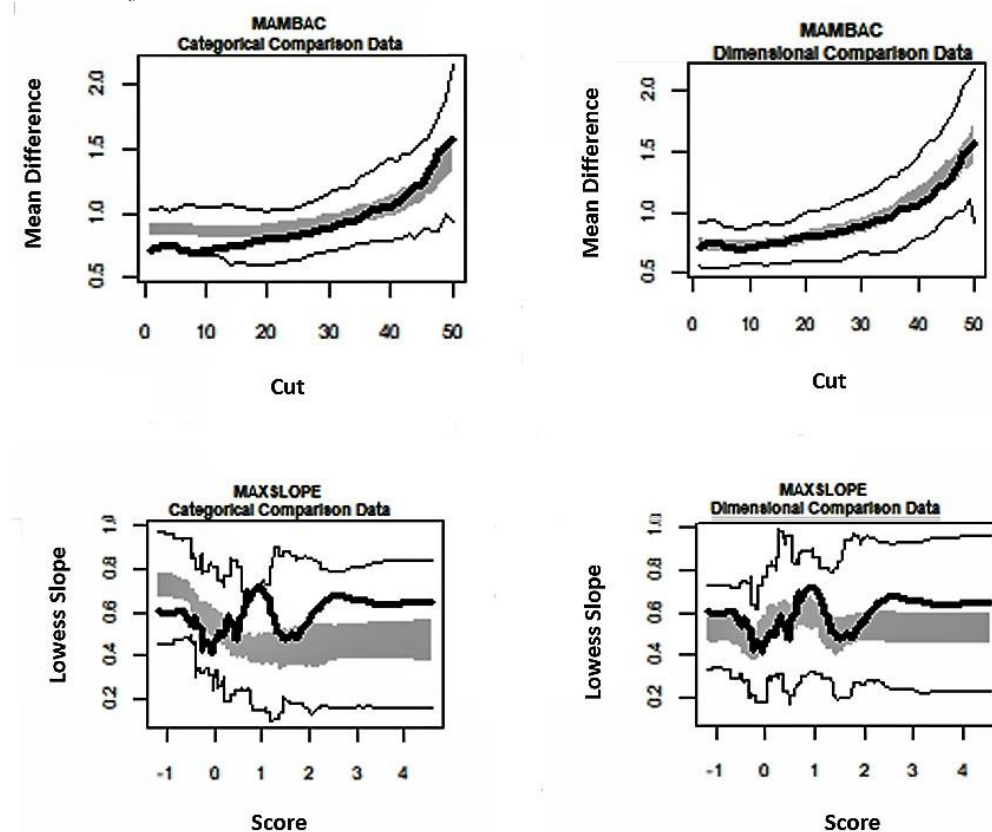 MAMBAC
Categorical Comparison Data
Mean Difference
2.0
1.5
1.0
0.5
0 10 20 30 40 50
Cut
MAMBAC
Dimensional Comparison Data
Mean Difference
2.0
1.5
1.0
0.5
0 10 20 30 40 50
Cut
MAXSLOPE
Categorical Comparison Data
Lowess Slope
1.0
0.8
0.6
0.4
0.2
-1 0 1 2 3 4
Score
MAXSLOPE
Dimensional Comparison Data
Lowess Slope
1.0
0.8
0.6
0.4
0.2
-1 0 1 2 3 4
Score